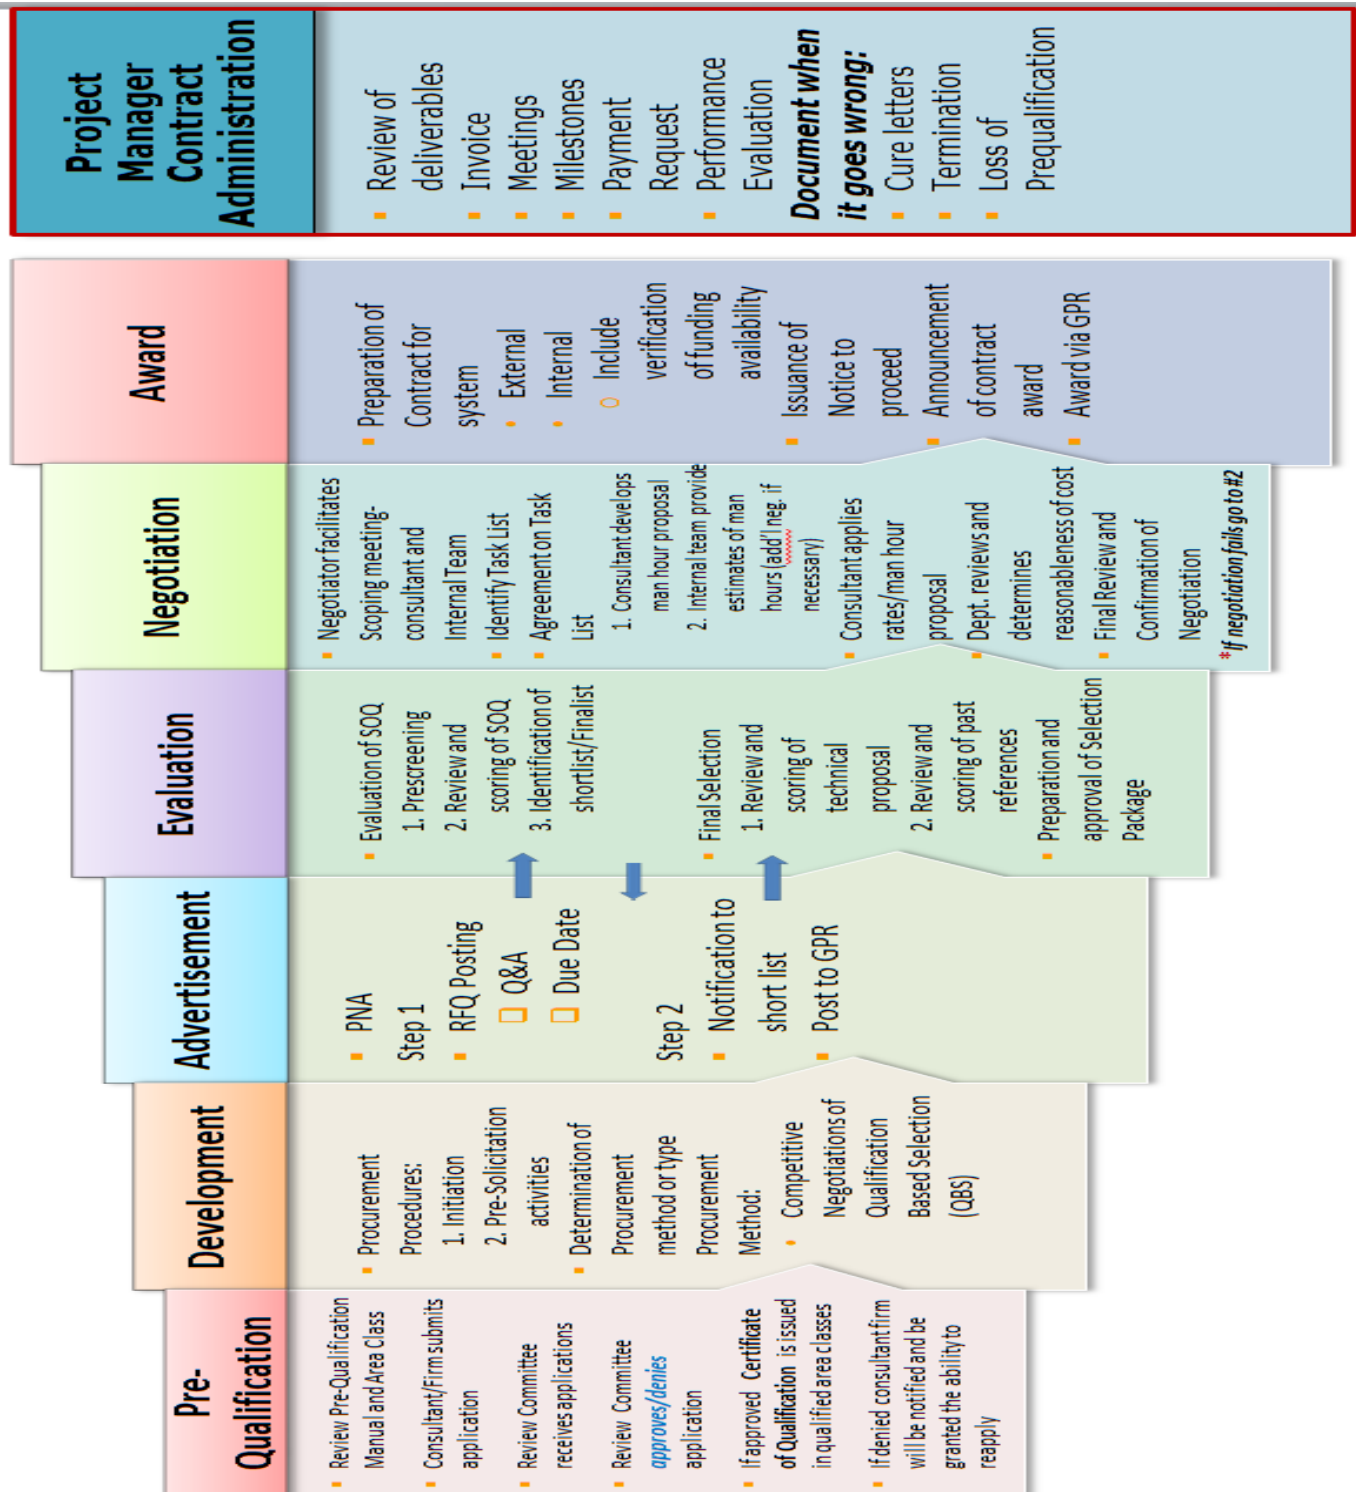 Pre-
Qualification
Review Pre-Qualification
Manual and Area Class
Consultant/Firm submits
application
Review Committee
receives applications
Review Committee
approves/denies
application
If approved Certificate
of Qualification is issued
in qualified area classes
If denied consultant firm
will be notified and be
granted the ability to
reapply
Development
Procurement
Procedures:
1. Initiation
2. Pre-Solicitation
activities
Determination of
Procurement
method or type
Procurement
Method:
Competitive
Negotiations of
Qualification
Based Selection
(QBS)
Advertisement
PNA
Step 1
RFQ Posting
Q&A
Due Date
Step 2
Notification to
short list
Post to GPR
Evaluation
Evaluation of SOQ
1. Prescreening
2. Review and
scoring of SOQ
3. Identification of
shortlist/Finalist
Final Selection
1. Review and
scoring of
technical
proposal
2. Review and
scoring of past
references
Preparation and
approval of Selection
Package
Negotiation
Negotiator facilitates
Scoping meeting-
consultant and
Internal Team
Identify Task List
Agreement on Task
List
1. Consultant develops
man hour proposal
2. Internal team provide
estimates of man
hours (add'l neg. if
necessary)
Consultant applies
rates/man hour
proposal
Dept. reviews and
determines
reasonableness of cost
Final Review and
Confirmation of
Negotiation
*If negotiation fails go to #2
Award
Preparation of
Contract for
system
External
Internal
Include
verification
of funding
availability
Issuance of
Notice to
proceed
Announcement
of contract
award
Award via GPR
Project
Manager
Contract
Administration
Review of
deliverables
Invoice
Meetings
Milestones
Payment
Request
Performance
Evaluation
Document when
it goes wrong:
Cure letters
Termination
Loss of
Prequalification